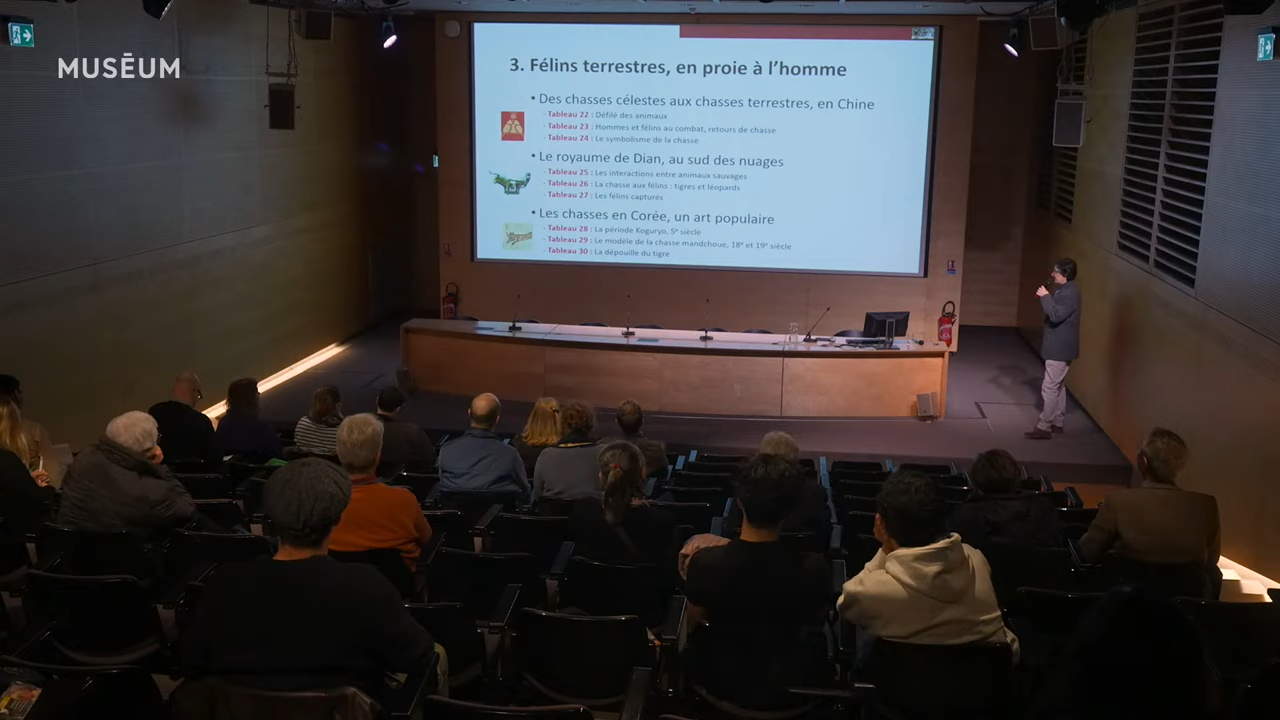 MUSĒUM
3. Félins terrestres, en proie à l'homme
• Des chasses célestes aux chasses terrestres, en Chine
- Tableau 22 : Défilé des animaux
- Tableau 23 : Hommes et félins au combat, retours de chasse
- Tableau 24 : Le symbolisme de la chasse
• Le royaume de Dian, au sud des nuages
- Tableau 25 : Les interactions entre animaux sauvages
- Tableau 26 : La chasse aux félins : tigres et léopards
- Tableau 27 : Les félins capturés
• Les chasses en Corée, un art populaire
- Tableau 28 : La période Koguryo, 5e siècle
- Tableau 29 : Le modèle de la chasse mandchoue, 18e et 19e siècle
- Tableau 30 : La dépouille du tigre